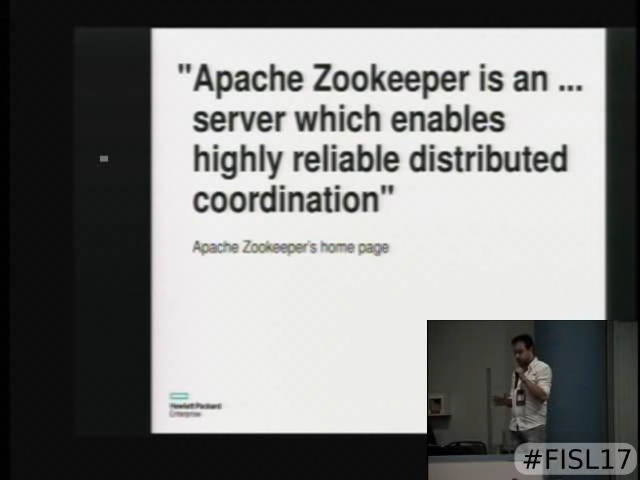 "Apache Zookeeper is an ...
server which enables
highly reliable distributed
coordination"
Apache Zookeeper's home page
Hewlett Packard
Enterprise
#FISL17